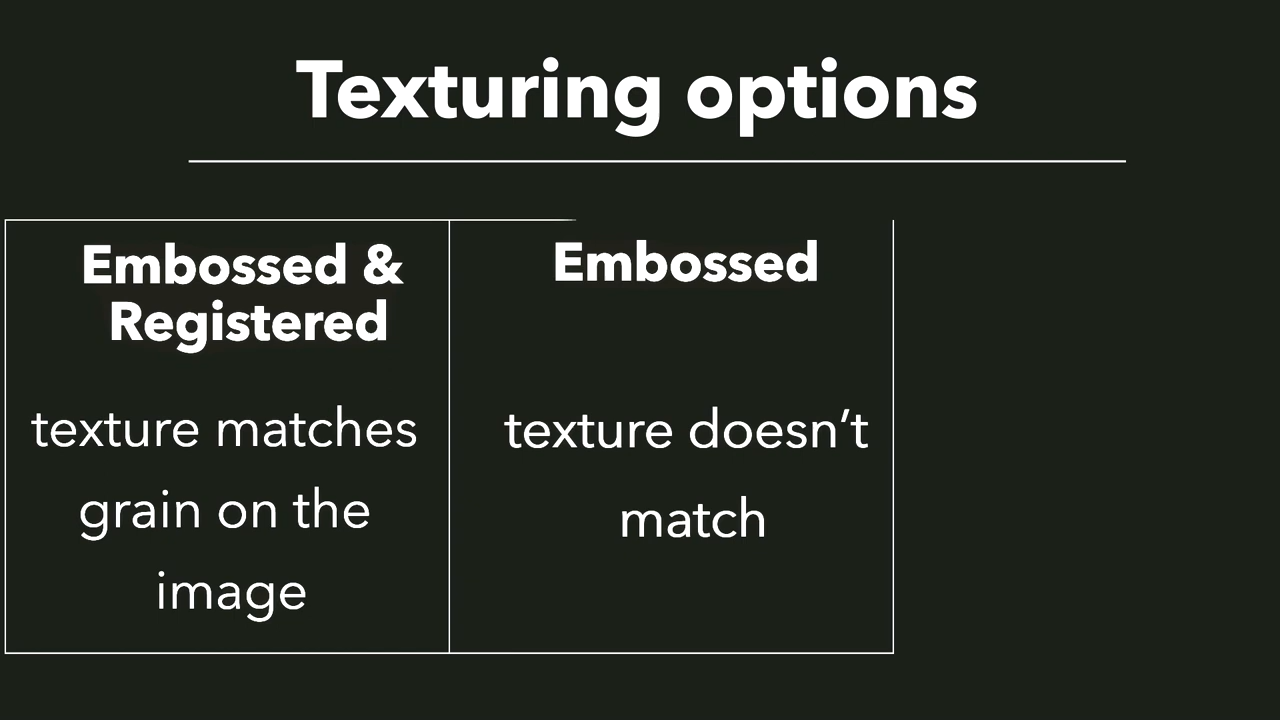 Texturing options
Embossed &
Registered
texture matches
grain on the
image
Embossed
texture doesn’t
match